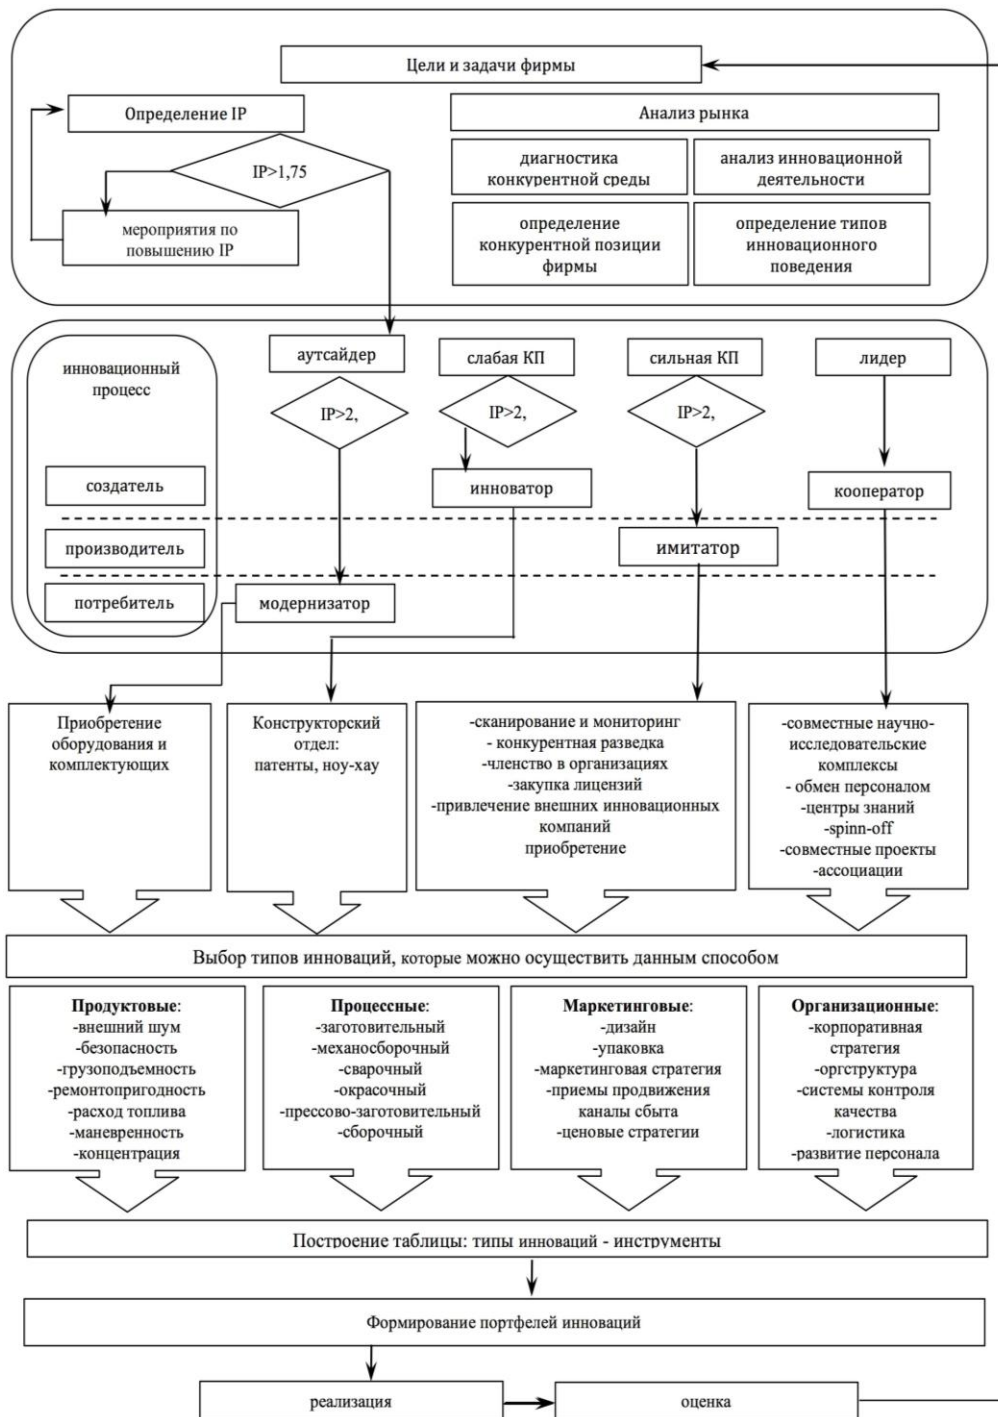 Цели и задачи фирмы
Определение IP
IP>1,75
мероприятия по
повышению IP
Анализ рынка
диагностика
конкурентной среды
анализ инновационной
деятельности
определение
конкурентной позиции
фирмы
определение типов
инновационного
поведения
инновационный
процесс
создатель
производитель
потребитель
аутсайдер
слабая КП
сильная КП
лидер
IP>2,
IP>2,
IP>2,
инноватор
кооператор
имитатор
модернизатор
Приобретение
оборудования и
комплектующих
Конструкторский
отдел:
патенты, ноу-хау
-сканирование и мониторинг
- конкурентная разведка
-членство в организациях
-закупка лицензий
-привлечение внешних инновационных
компаний
приобретение
-совместные научно-
исследовательские
комплексы
- обмен персоналом
-центры знаний
-spinn-off
-совместные проекты
-ассоциации
Выбор типов инноваций, которые можно осуществить данным способом
Продуктовые:
-внешний шум
-безопасность
-грузоподъемность
-ремонтопригодность
-расход топлива
-маневренность
-концентрация
Процессные:
-заготовительный
-механосборочный
-сварочный
-окрасочный
-прессово-заготовительный
-сборочный
Маркетинговые:
-дизайн
-упаковка
-маркетинговая стратегия
-приемы продвижения
каналы сбыта
-ценовые стратегии
Организационные:
-корпоративная
стратегия
-оргструктура
-системы контроля
качества
-логистика
-развитие персонала
Построение таблицы: типы инноваций - инструменты
Формирование портфелей инноваций
реализация
оценка